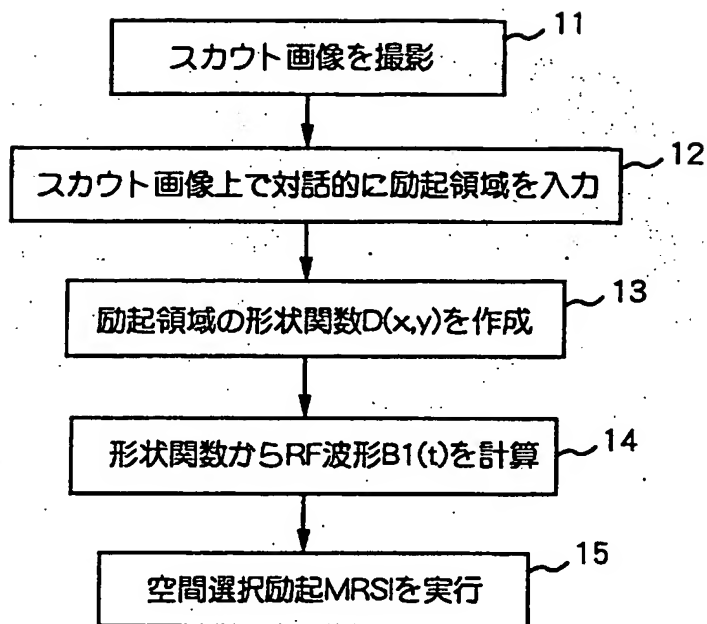 11
スカウト画像を撮影
12
スカウト画像上で対話的に励起領域を入力
13
励起領域の形状関数D(x,y)を作成
14
形状関数からRF波形B1(t)を計算
15
空間選択励起MRSIを実行